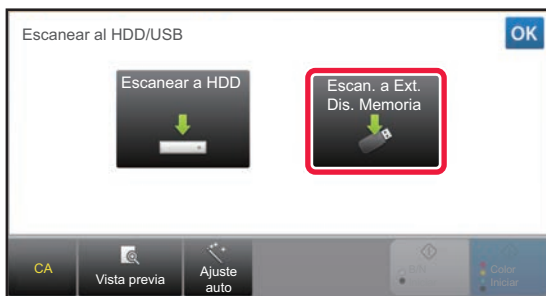 Escanear al HDD/USB
OK
Escanear a HDD
Escan. a Ext.
Dis. Memoria
CA
Vista previa
Ajuste
auto
Color
Iniciar